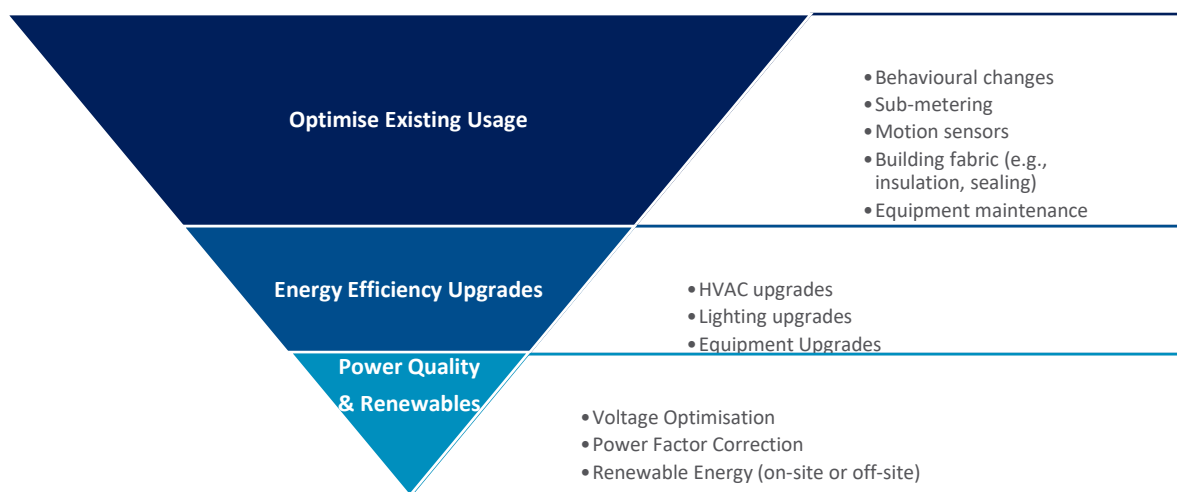 Optimise Existing Usage
• Behavioural changes
• Sub-metering
• Motion sensors
• Building fabric (e.g.,
insulation, sealing)
• Equipment maintenance
Energy Efficiency Upgrades
• HVAC upgrades
• Lighting upgrades
• Equipment Upgrades
Power Quality
& Renewables
• Voltage Optimisation
• Power Factor Correction
• Renewable Energy (on-site or off-site)